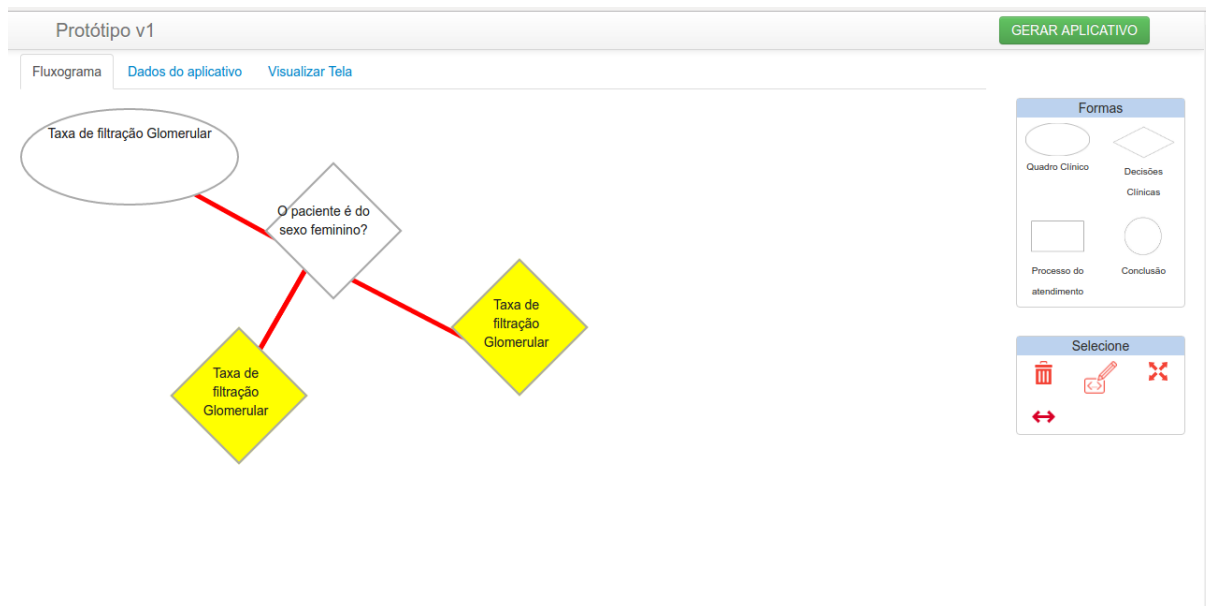 Protótipo v1
GERAR APLICATIVO
Fluxograma
Dados do aplicativo
Visualizar Tela
Taxa de filtração Glomerular
O paciente é do
sexo feminino?
Taxa de
filtração
Glomerular
Taxa de
filtração
Glomerular
Formas
Quadro Clínico
Decisões
Clínicas
Processo do
atendimento
Conclusão
Selecione